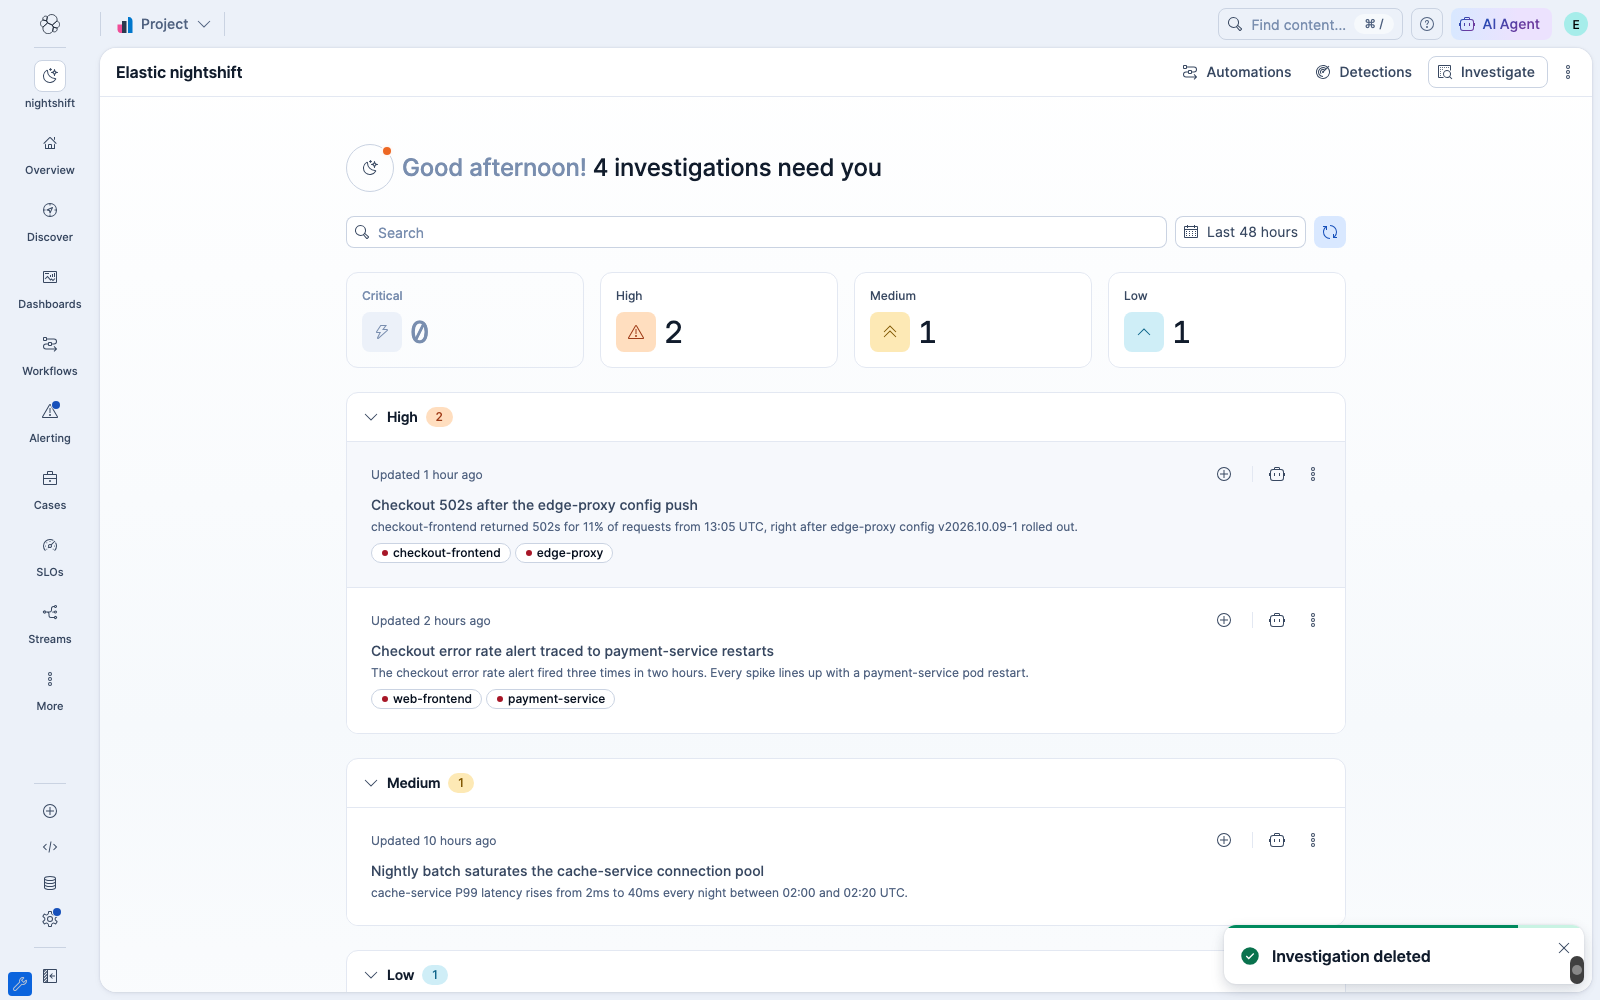 Project
Find content...
⌘ /
AI Agent
E
Elastic nightshift
Automations
Detections
Investigate
nightshift
Overview
Discover
Dashboards
Workflows
Alerting
Cases
SLOs
Streams
More
Good afternoon! 4 investigations need you
Search
Last 48 hours
Critical
0
High
2
Medium
1
Low
1
High 2
Updated 1 hour ago
Checkout 502s after the edge-proxy config push
checkout-frontend returned 502s for 11% of requests from 13:05 UTC, right after edge-proxy config v2026.10.09-1 rolled out.
checkout-frontend edge-proxy
Updated 2 hours ago
Checkout error rate alert traced to payment-service restarts
The checkout error rate alert fired three times in two hours. Every spike lines up with a payment-service pod restart.
web-frontend payment-service
Medium 1
Updated 10 hours ago
Nightly batch saturates the cache-service connection pool
cache-service P99 latency rises from 2ms to 40ms every night between 02:00 and 02:20 UTC.
Low 1
Investigation deleted